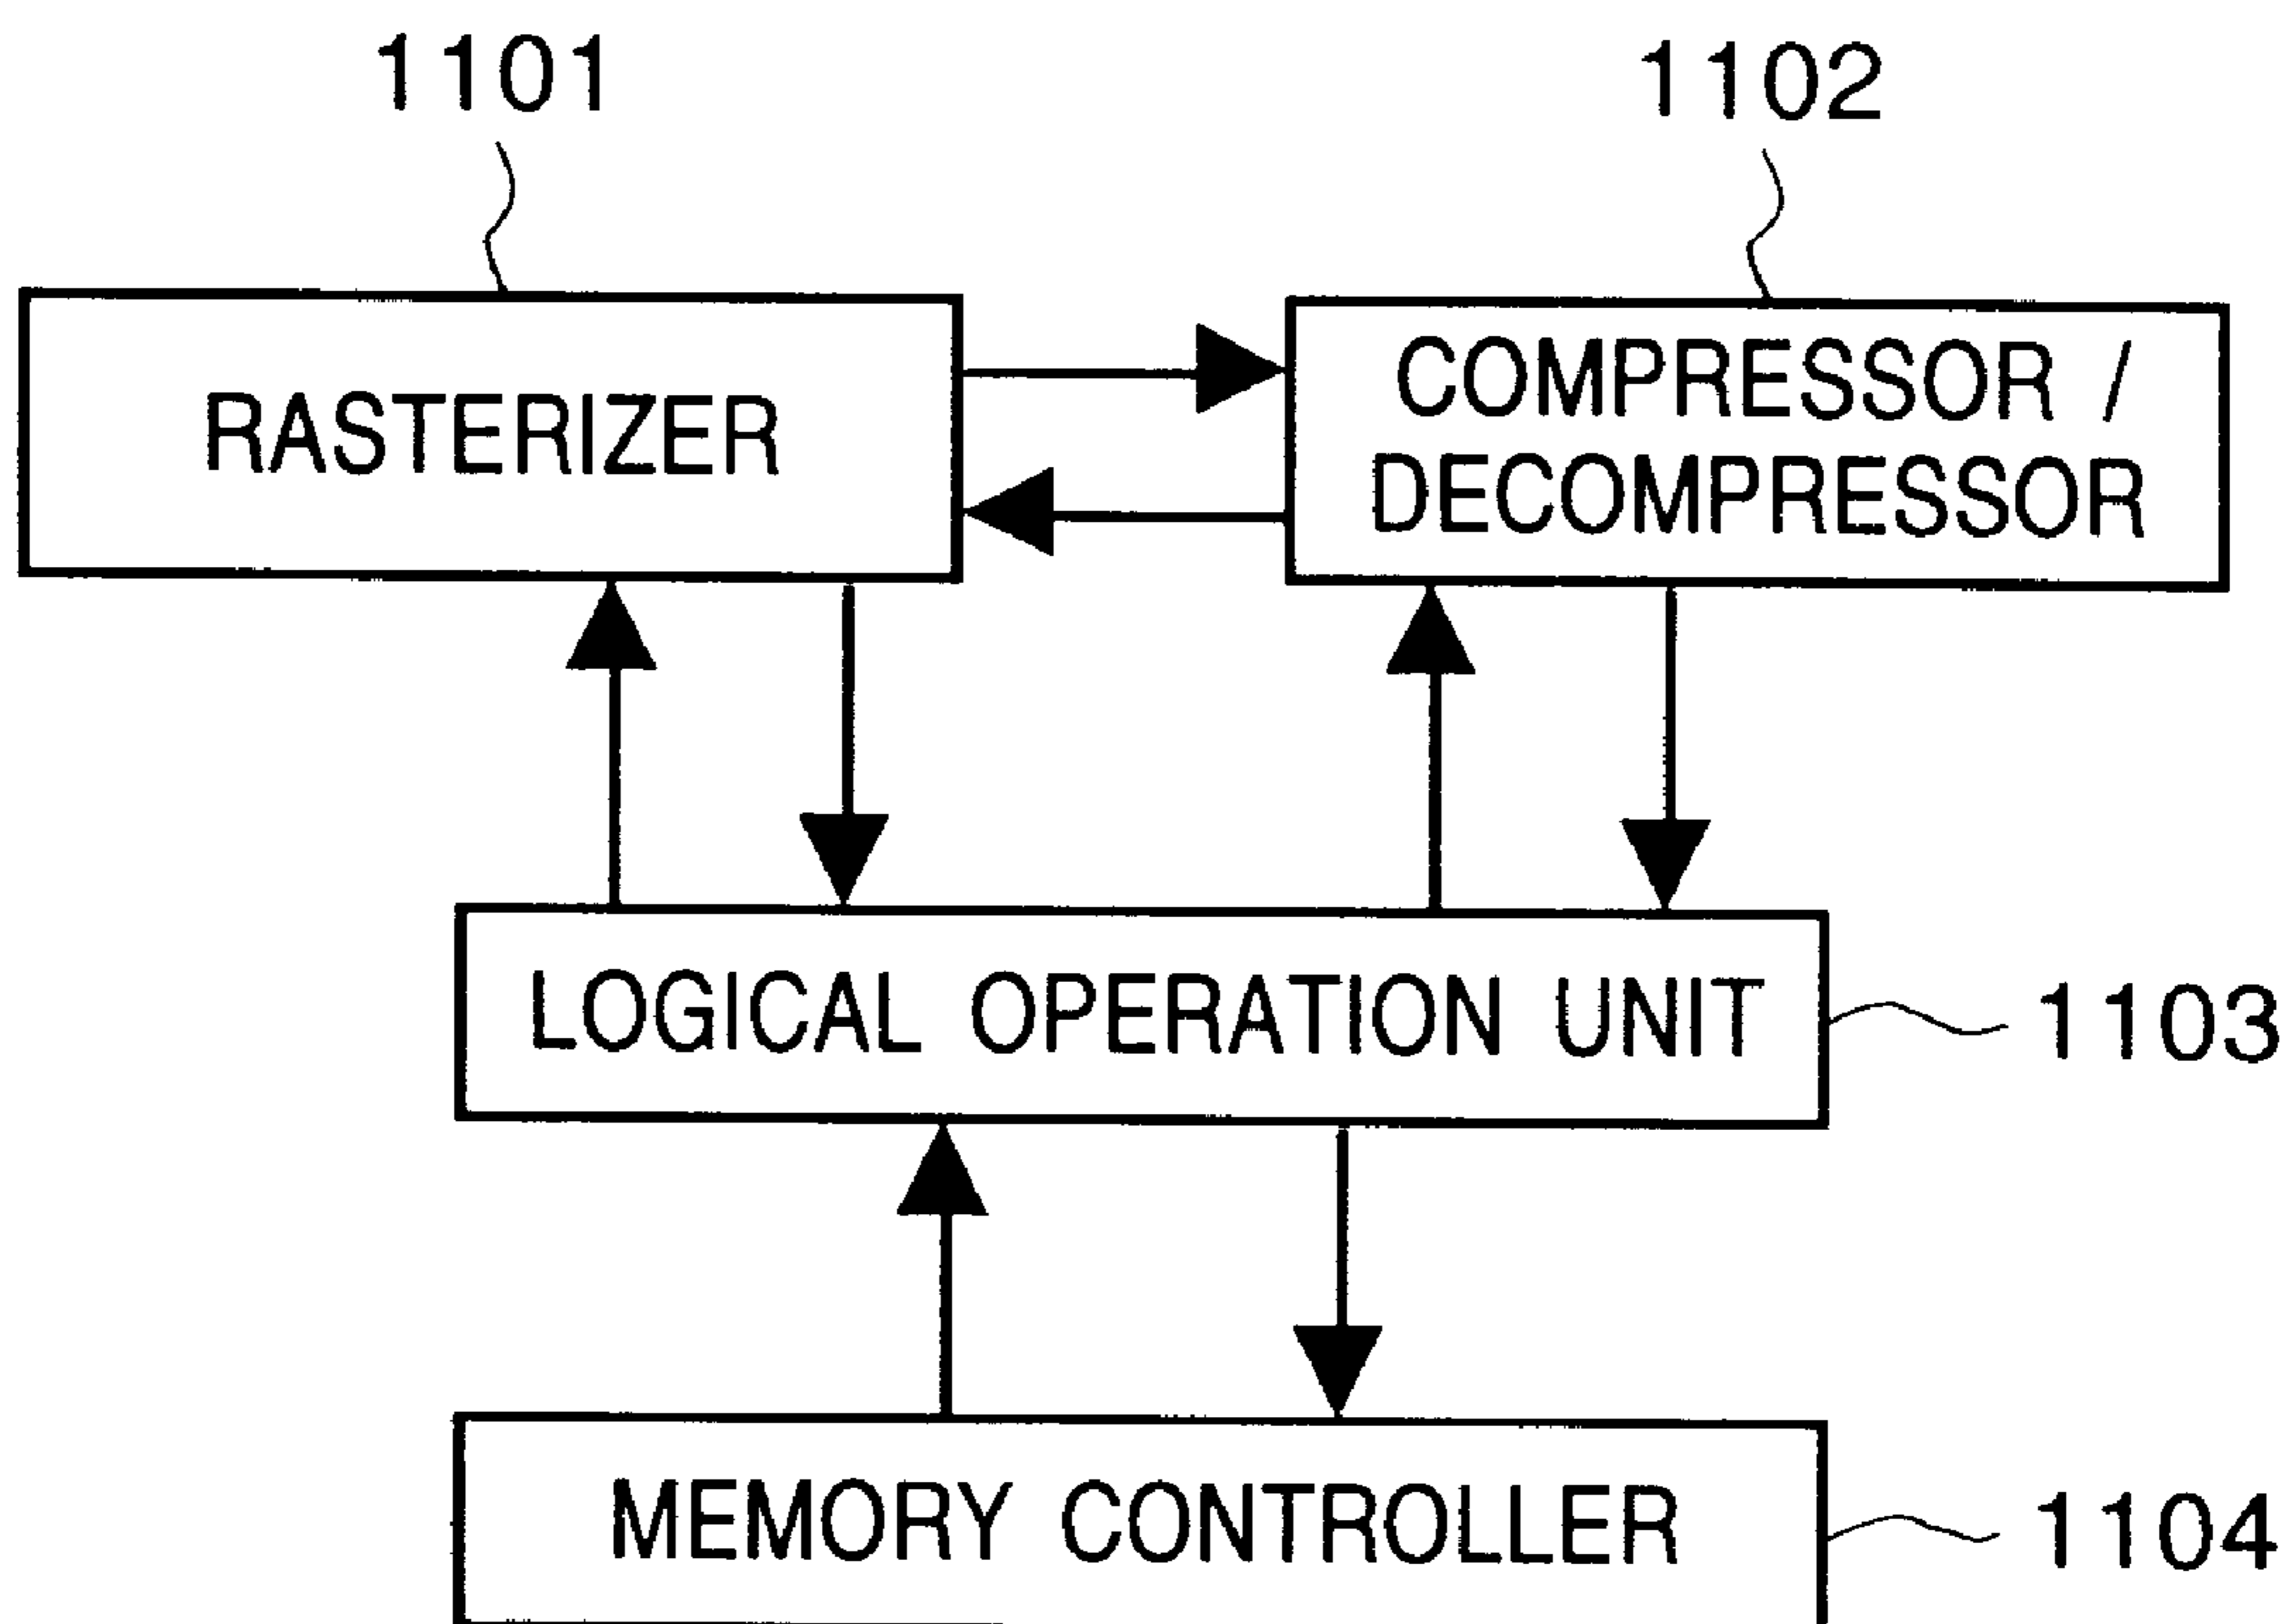 1101
1102
RASTERIZER
COMPRESSOR /
DECOMPRESSOR
LOGICAL OPERATION UNIT
1103
MEMORY CONTROLLER
1104